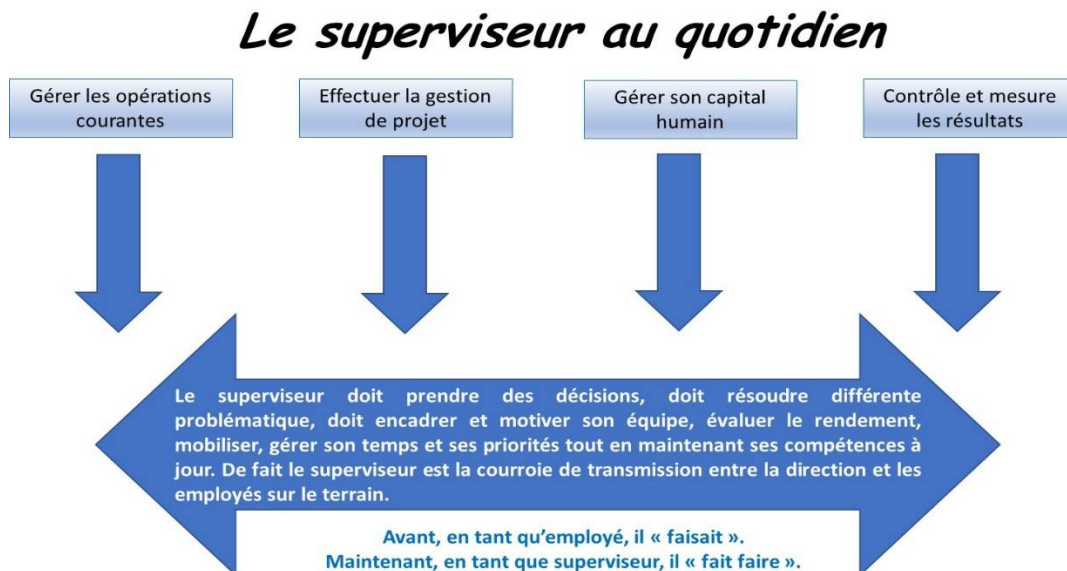 Le superviseur au quotidien
Gérer les opérations
courantes
Effectuer la gestion
de projet
Gérer son capital
humain
Contrôle et mesure
les résultats
Le superviseur doit prendre des décisions, doit résoudre différente
problématique, doit encadrer et motiver son équipe, évaluer le rendement,
mobiliser, gérer son temps et ses priorités tout en maintenant ses compétences à
jour. De fait le superviseur est la courroie de transmission entre la direction et les
employés sur le terrain.
Avant, en tant qu’employé, il « faisait ».
Maintenant, en tant que superviseur, il « fait faire ».